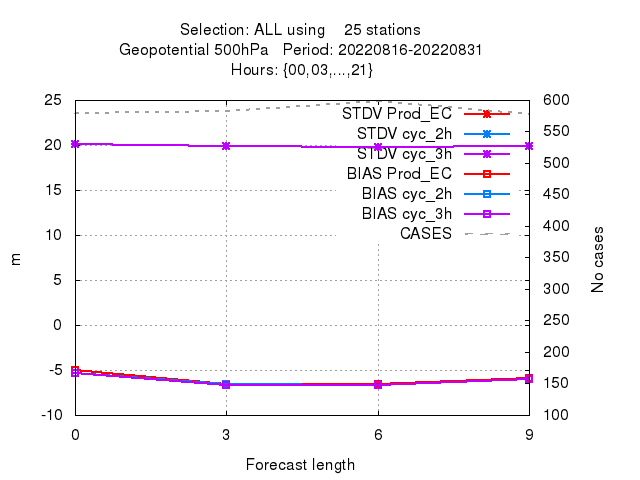 Selection: ALL using    25 stations
Geopotential 500hPa   Period: 20220816-20220831
Hours: {00,03,...,21}
25
20
15
10
5
0
-5
-10
m
STDV Prod_EC
STDV cyc_2h
STDV cyc_3h
BIAS Prod_EC
BIAS cyc_2h
BIAS cyc_3h
CASES
600
550
500
450
400
350
300
250
200
150
100
No cases
0 3 6 9
Forecast length